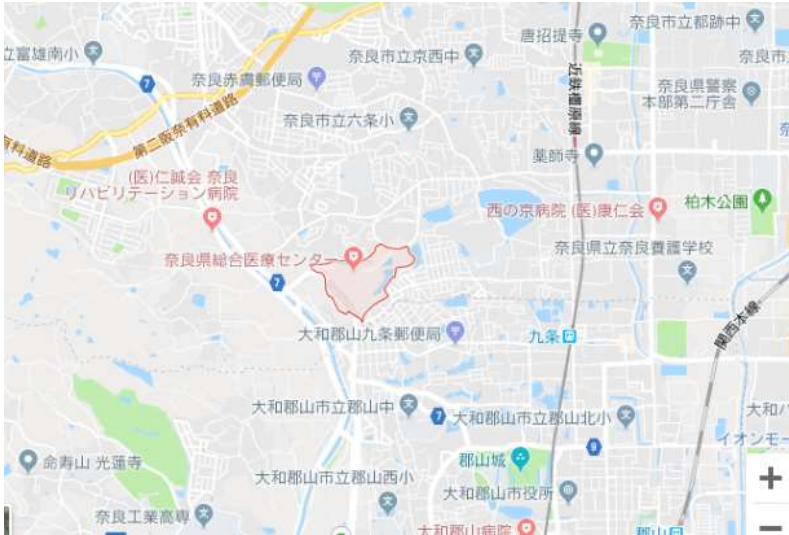 奈良市立都跡中
唐招提寺
立富雄南小
奈良市立京西中
奈良市
7
奈良赤膚郵便局
近鉄橿原線
奈良県警察
本部第二庁舎
奈良市立六条小
第二阪奈有料道路
有料道路
薬師寺
(医)仁誠会 奈良
リハビリテーション病院
西の京病院 (医)康仁会
柏木公園
奈良県総合医療センター
奈良県立奈良養護学校
7
関西本線
大和郡山九条郵便局
九条
大和郡山市立郡山中
7
大和郡山市立郡山北小
大和ハ
イオンモー
9
命寿山 光蓮寺
郡山城
大和郡山市立郡山西小
大和郡山市役所
奈良工業高専
大和郡山病院
郡山